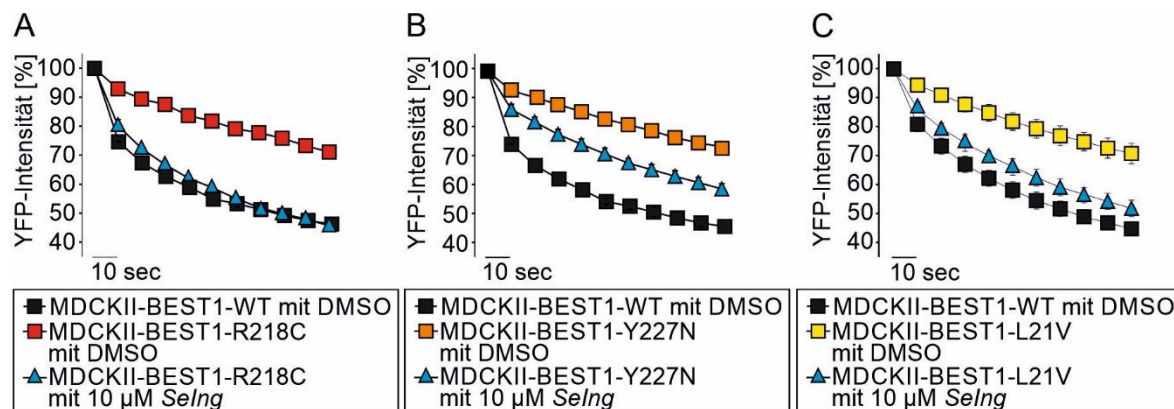 A
YFP-Intensität [%]
100
90
80
70
60
50
40
10 sec
MDCKII-BEST1-WT mit DMSO
MDCKII-BEST1-R218C
mit DMSO
MDCKII-BEST1-R218C
mit 10 µM SeIng
B
YFP-Intensität [%]
100
90
80
70
60
50
40
10 sec
MDCKII-BEST1-WT mit DMSO
MDCKII-BEST1-Y227N
mit DMSO
MDCKII-BEST1-Y227N
mit 10 µM SeIng
C
YFP-Intensität [%]
100
90
80
70
60
50
40
10 sec
MDCKII-BEST1-WT mit DMSO
MDCKII-BEST1-L21V
mit DMSO
MDCKII-BEST1-L21V
mit 10 µM SeIng